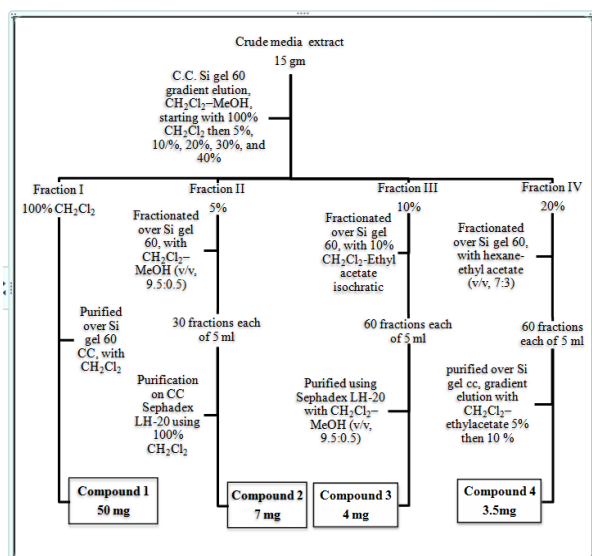 Crude media extract
15 gm
C.C. Si gel 60
gradient elution,
CH₂Cl₂–MeOH,
starting with 100%
CH₂Cl₂ then 5%,
10/%, 20%, 30%, and
40%
Fraction I
100% CH₂Cl₂
Fraction II
5%
Fraction III
10%
Fraction IV
20%
Fractionated
over Si gel
60, with
CH₂Cl₂–
MeOH (v/v,
9.5:0.5)
Fractionated
over Si gel
60, with 10%
CH₂Cl₂-Ethyl
acetate
isochratic
Fractionated
over Si gel 60,
with hexane-
ethyl acetate
(v/v, 7:3)
Purified
over Si
gel 60
CC, with
CH₂Cl₂
30 fractions each
of 5 ml
60 fractions each
of 5 ml
60 fractions
each of 5 ml
Purification
on CC
Sephadex
LH-20 using
100%
CH₂Cl₂
Purified using
Sephadex LH-20
with CH₂Cl₂–
MeOH (v/v,
9.5:0.5)
purified over Si
gel cc, gradient
elution with
CH₂Cl₂–
ethylacetate 5%
then 10 %
Compound 1
50 mg
Compound 2
7 mg
Compound 3
4 mg
Compound 4
3.5mg